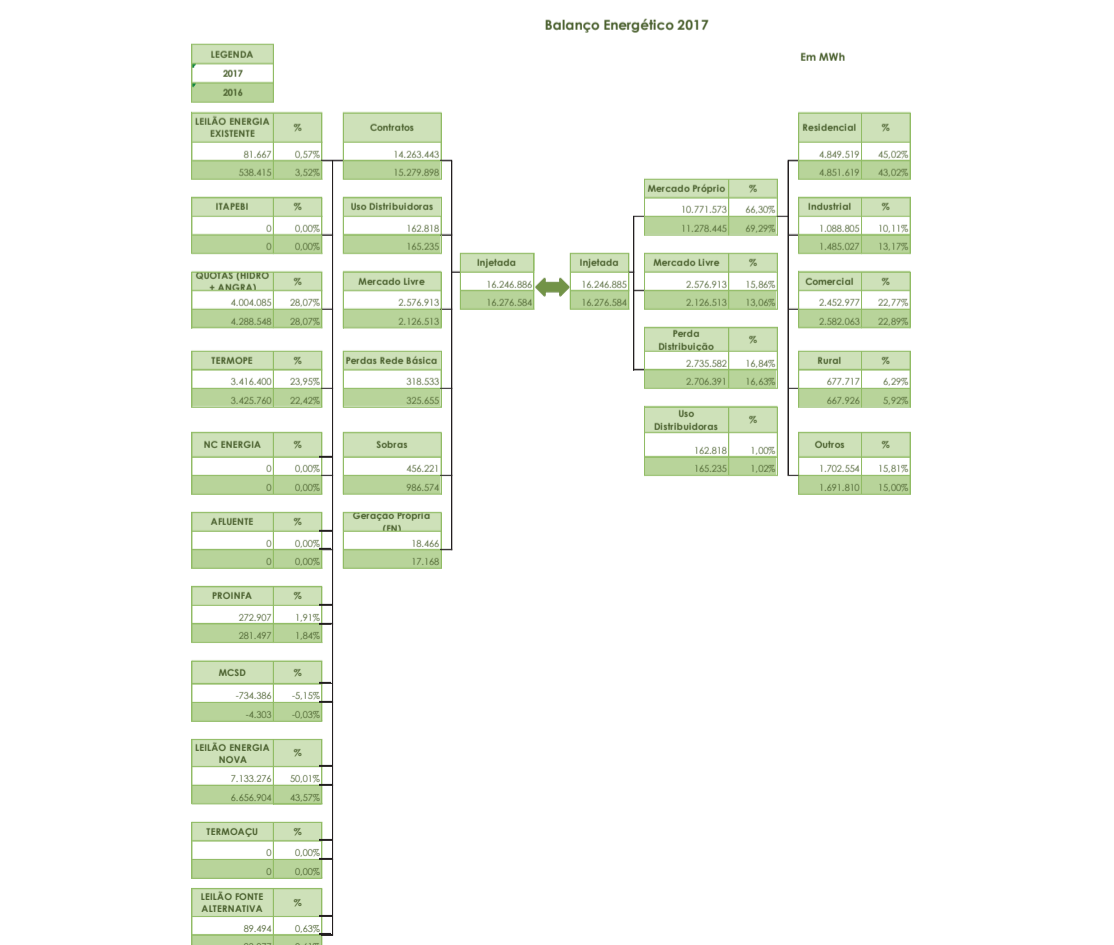 Balanço Energético 2017
Em MWh
LEGENDA
2017
2016
LEILÃO ENERGIA EXISTENTE %
81.667 0,57%
538.415 3,52%
ITAPEBI %
0 0,00%
0 0,00%
QUOTAS (HIDRO + ANGRA) %
4.004.085 28,07%
4.288.548 28,07%
TERMOPE %
3.416.400 23,95%
3.425.760 22,42%
NC ENERGIA %
0 0,00%
0 0,00%
AFLUENTE %
0 0,00%
0 0,00%
PROINFA %
272.907 1,91%
281.497 1,84%
MCSD %
-734.386 -5,15%
-4.303 -0,03%
LEILÃO ENERGIA NOVA %
7.133.276 50,01%
6.656.904 43,57%
TERMOAÇU %
0 0,00%
0 0,00%
LEILÃO FONTE ALTERNATIVA %
89.494 0,63%
Contratos
14.263.443
15.279.898
Uso Distribuidoras
162.818
165.235
Mercado Livre
2.576.913
2.126.513
Perdas Rede Básica
318.533
325.655
Sobras
456.221
986.574
Geração Própria (FN)
18.466
17.168
Injetada
16.246.886
16.276.584
Injetada
16.246.885
16.276.584
Mercado Próprio %
10.771.573 66,30%
11.278.445 69,29%
Mercado Livre %
2.576.913 15,86%
2.126.513 13,06%
Perda Distribuição %
2.735.582 16,84%
2.706.391 16,63%
Uso Distribuidoras %
162.818 1,00%
165.235 1,02%
Residencial %
4.849.519 45,02%
4.851.619 43,02%
Industrial %
1.088.805 10,11%
1.485.027 13,17%
Comercial %
2.452.977 22,77%
2.582.063 22,89%
Rural %
677.717 6,29%
667.926 5,92%
Outros %
1.702.554 15,81%
1.691.810 15,00%